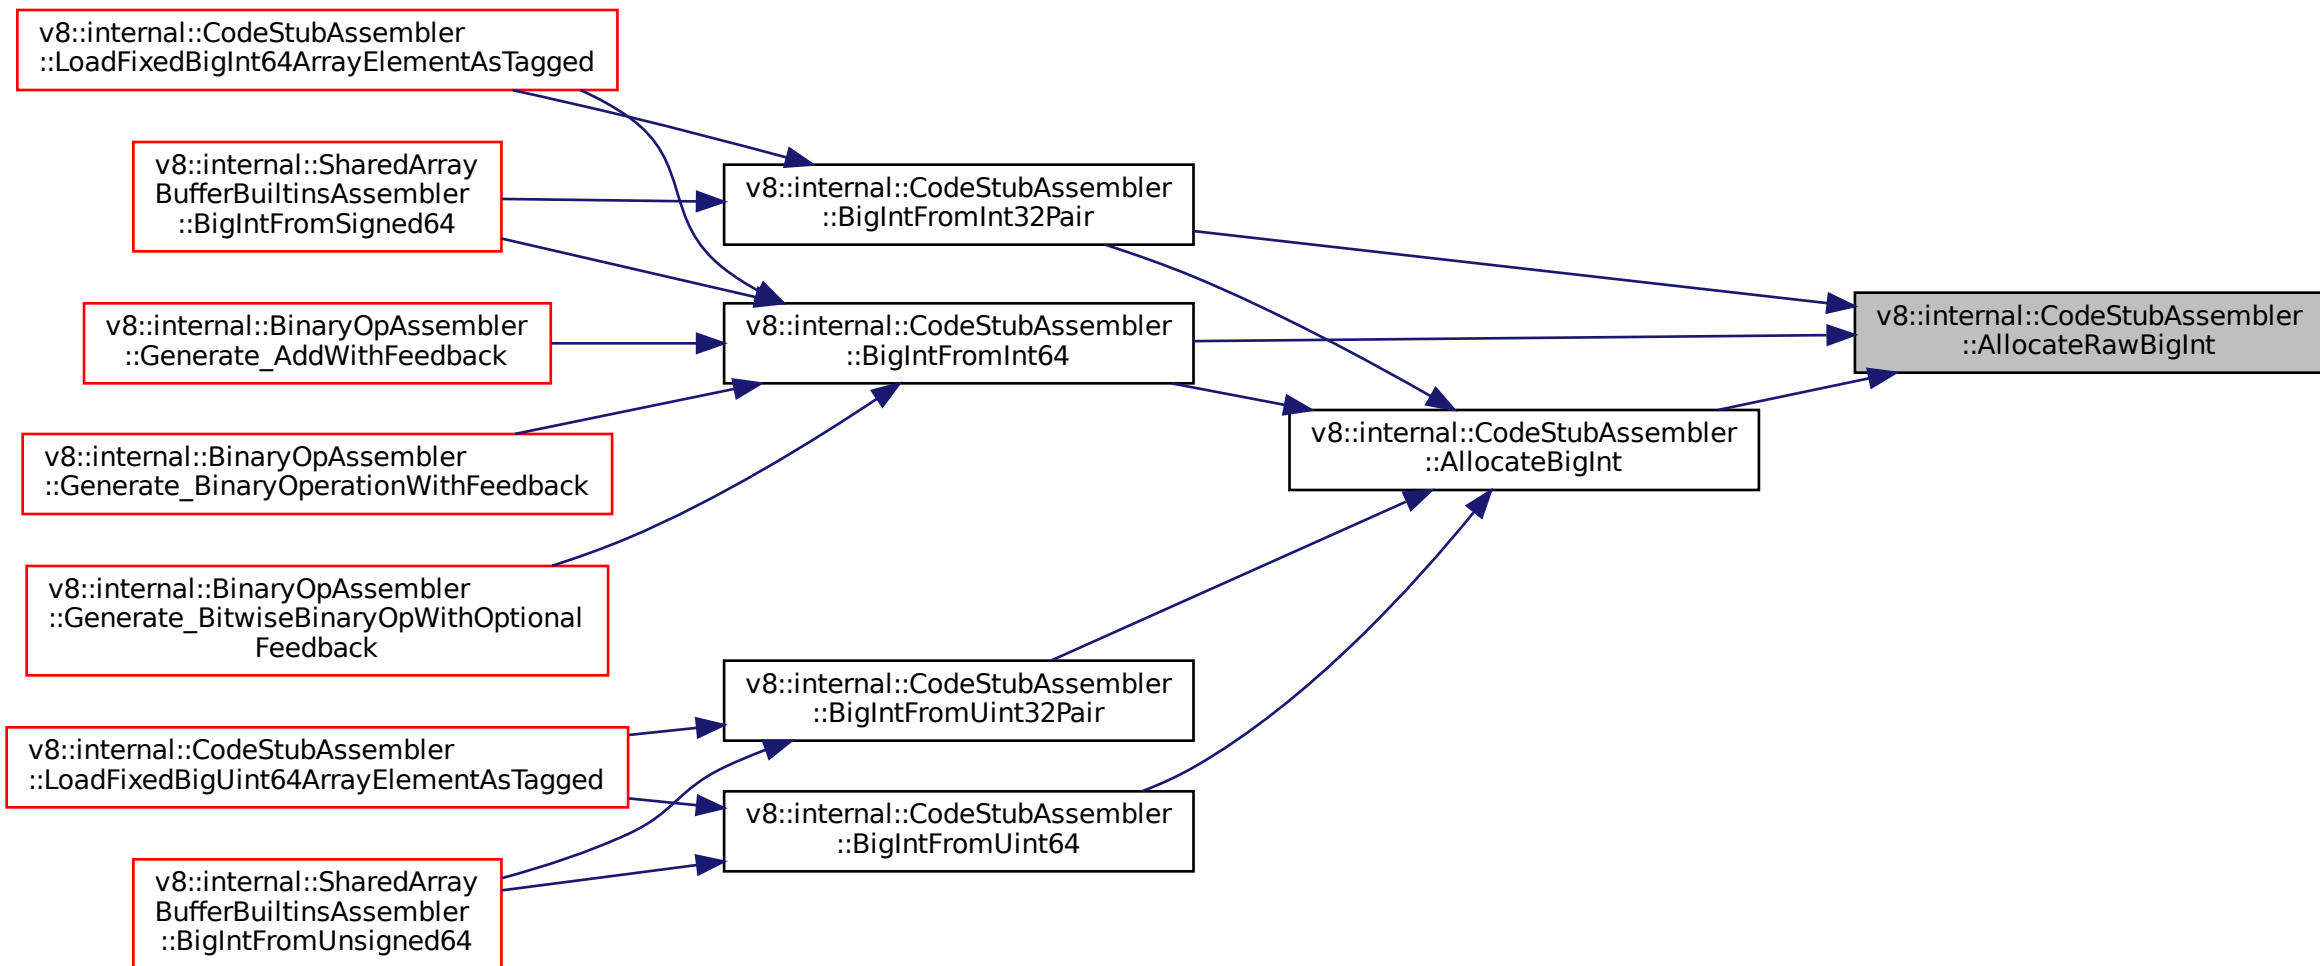 v8::internal::CodeStubAssembler
::LoadFixedBigInt64ArrayElementAsTagged
v8::internal::SharedArray
BufferBuiltinsAssembler
::BigIntFromSigned64
v8::internal::BinaryOpAssembler
::Generate_AddWithFeedback
v8::internal::BinaryOpAssembler
::Generate_BinaryOperationWithFeedback
v8::internal::BinaryOpAssembler
::Generate_BitwiseBinaryOpWithOptional
Feedback
v8::internal::CodeStubAssembler
::LoadFixedBigUint64ArrayElementAsTagged
v8::internal::SharedArray
BufferBuiltinsAssembler
::BigIntFromUnsigned64
v8::internal::CodeStubAssembler
::BigIntFromInt32Pair
v8::internal::CodeStubAssembler
::BigIntFromInt64
v8::internal::CodeStubAssembler
::BigIntFromUint32Pair
v8::internal::CodeStubAssembler
::BigIntFromUint64
v8::internal::CodeStubAssembler
::AllocateBigInt
v8::internal::CodeStubAssembler
::AllocateRawBigInt